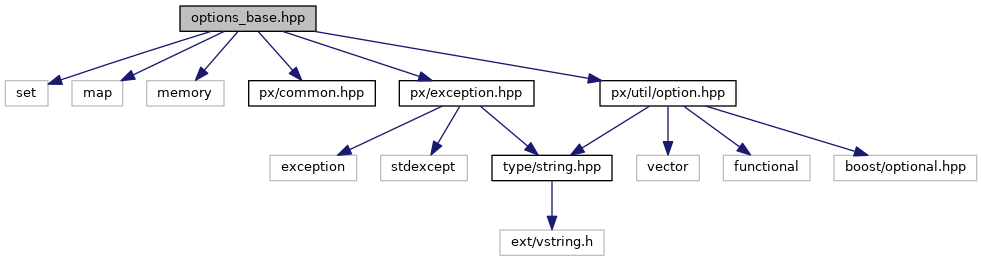 options_base.hpp
set
map
memory
px/common.hpp
px/exception.hpp
px/util/option.hpp
exception
stdexcept
type/string.hpp
vector
functional
boost/optional.hpp
ext/vstring.h